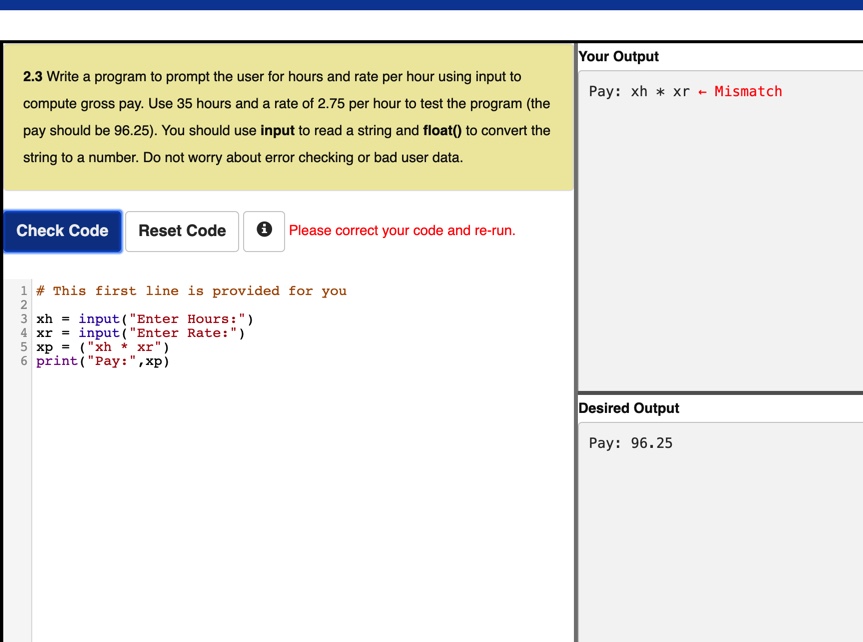 2.3 Write a program to prompt the user for hours and rate per hour using input to
compute gross pay. Use 35 hours and a rate of 2.75 per hour to test the program (the
pay should be 96.25). You should use input to read a string and float() to convert the
string to a number. Do not worry about error checking or bad user data.
Check Code Reset Code Please correct your code and re-run.
1 # This first line is provided for you
2
3 xh = input("Enter Hours:")
4 xr = input("Enter Rate:")
5 xp = ("xh * xr")
6 print("Pay:",xp)
Your Output
Pay: xh * xr ← Mismatch
Desired Output
Pay: 96.25